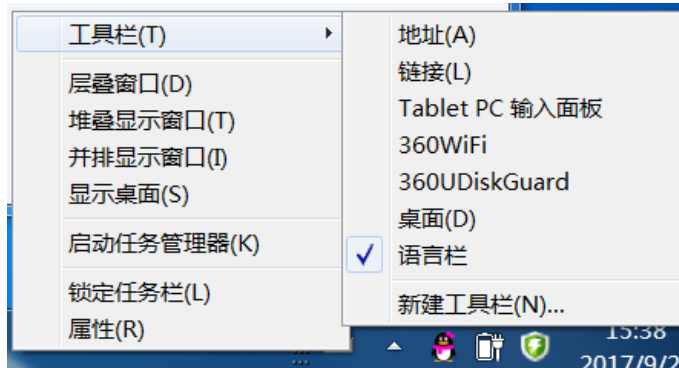 工具栏(T)
层叠窗口(D)
堆叠显示窗口(T)
并排显示窗口(I)
显示桌面(S)
启动任务管理器(K)
锁定任务栏(L)
属性(R)
地址(A)
链接(L)
Tablet PC 输入面板
360WiFi
360UDiskGuard
桌面(D)
语言栏
新建工具栏(N)...
15:38
2017/9/2